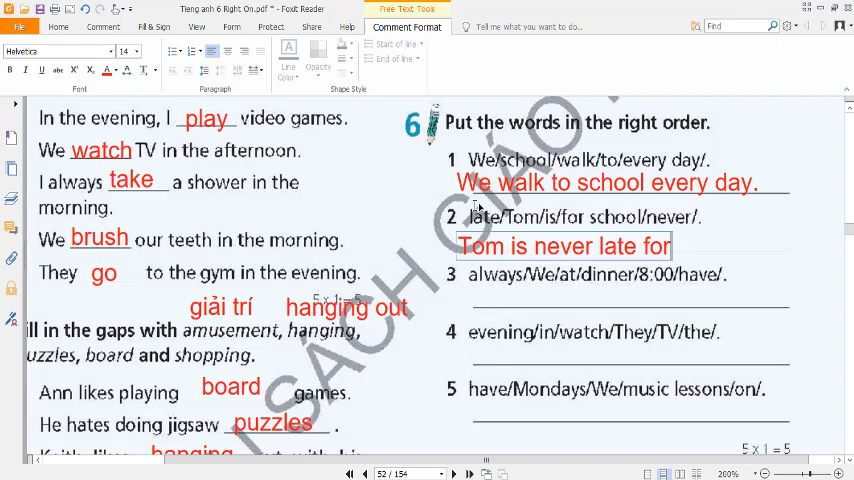 Tieng anh 6 Right On.pdf * - Foxit Reader
Free Text Tools
File
Home
Comment
Fill & Sign
View
Form
Protect
Share
Help
Comment Format
Tell me what you want to do...
Find
Helvetica
14
Line Color
Opacity
Start of line
End of line
Font
Paragraph
Shape Style
In the evening, I play video games.
We watch TV in the afternoon.
I always take a shower in the
morning.
We brush our teeth in the morning.
They go to the gym in the evening.
5 x 1 = 5
giải trí hanging out
ill in the gaps with amusement, hanging,
uzzles, board and shopping.
Ann likes playing board games.
He hates doing jigsaw puzzles .
hanging
6 Put the words in the right order.
1 We/school/walk/to/every day/.
We walk to school every day.
2 late/Tom/is/for school/never/.
Tom is never late for
3 always/We/at/dinner/8:00/have/.
4 evening/in/watch/They/TV/the/.
5 have/Mondays/We/music lessons/on/.
5 x 1 = 5
SÁCH GIÁO
52 / 154
200%